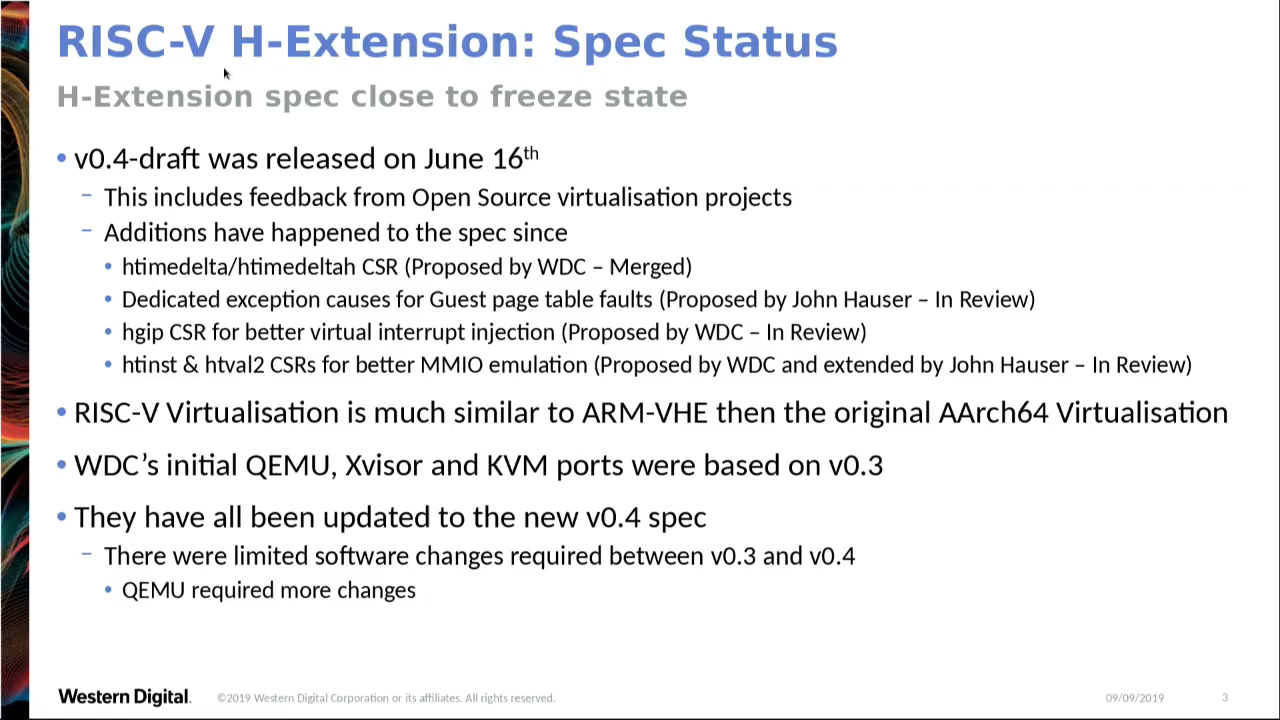 RISC-V H-Extension: Spec Status
H-Extension spec close to freeze state
• v0.4-draft was released on June 16th
– This includes feedback from Open Source virtualisation projects
– Additions have happened to the spec since
• htimedelta/htimedeltah CSR (Proposed by WDC – Merged)
• Dedicated exception causes for Guest page table faults (Proposed by John Hauser – In Review)
• hgip CSR for better virtual interrupt injection (Proposed by WDC – In Review)
• htinst & htval2 CSRs for better MMIO emulation (Proposed by WDC and extended by John Hauser – In Review)
• RISC-V Virtualisation is much similar to ARM-VHE then the original AArch64 Virtualisation
• WDC’s initial QEMU, Xvisor and KVM ports were based on v0.3
• They have all been updated to the new v0.4 spec
– There were limited software changes required between v0.3 and v0.4
• QEMU required more changes
Western Digital. ©2019 Western Digital Corporation or its affiliates. All rights reserved. 09/09/2019 3